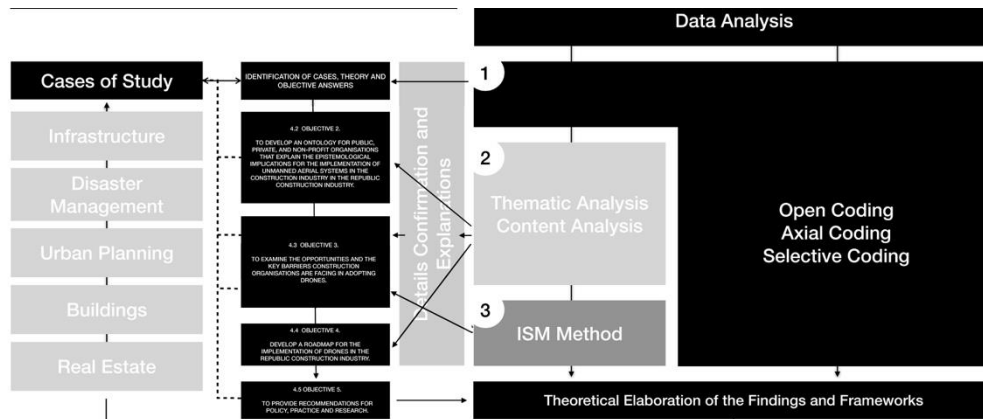 Data Analysis
Cases of Study
Infrastructure
Disaster
Management
Urban Planning
Buildings
Real Estate
IDENTIFICATION OF CASES, THEORY AND
OBJECTIVE ANSWERS
4.2 OBJECTIVE 2.
TO DEVELOP AN ONTOLOGY FOR PUBLIC,
PRIVATE, AND NON-PROFIT ORGANISATIONS
THAT EXPLAIN THE EPISTEMOLOGICAL
IMPLICATIONS FOR THE IMPLEMENTATION OF
UNMANNED AERIAL SYSTEMS IN THE
CONSTRUCTION INDUSTRY IN THE REPUBLIC
CONSTRUCTION INDUSTRY.
4.3 OBJECTIVE 3.
TO EXAMINE THE OPPORTUNITIES AND THE
KEY BARRIERS CONSTRUCTION
ORGANISATIONS ARE FACING IN ADOPTING
DRONES.
4.4 OBJECTIVE 4.
DEVELOP A ROADMAP FOR THE
IMPLEMENTATION OF DRONES IN THE
REPUBLIC CONSTRUCTION INDUSTRY.
4.5 OBJECTIVE 5.
TO PROVIDE RECOMMENDATIONS FOR
POLICY, PRACTICE AND RESEARCH.
Details Confirmation and
Explanations
1
2
Thematic Analysis
Content Analysis
3
ISM Method
Open Coding
Axial Coding
Selective Coding
Theoretical Elaboration of the Findings and Frameworks